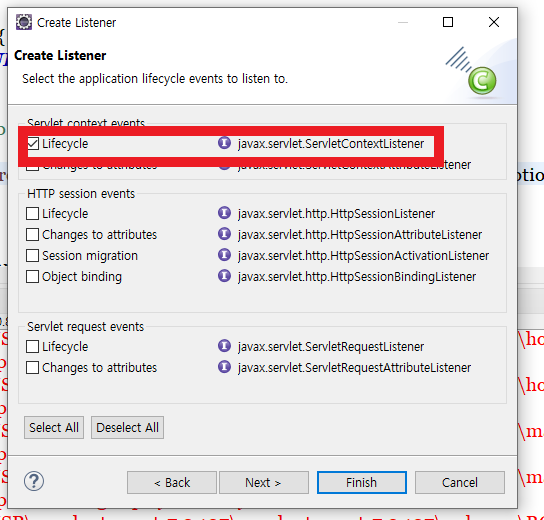 Create Listener
Create Listener
Select the application lifecycle events to listen to.
Servlet context events
Lifecycle javax.servlet.ServletContextListener
Changes to attributes javax.servlet.ServletContextAttributeListener
HTTP session events
Lifecycle javax.servlet.http.HttpSessionListener
Changes to attributes javax.servlet.http.HttpSessionAttributeListener
Session migration javax.servlet.http.HttpSessionActivationListener
Object binding javax.servlet.http.HttpSessionBindingListener
Servlet request events
Lifecycle javax.servlet.ServletRequestListener
Changes to attributes javax.servlet.ServletRequestAttributeListener
Select All Deselect All
< Back Next > Finish Cancel